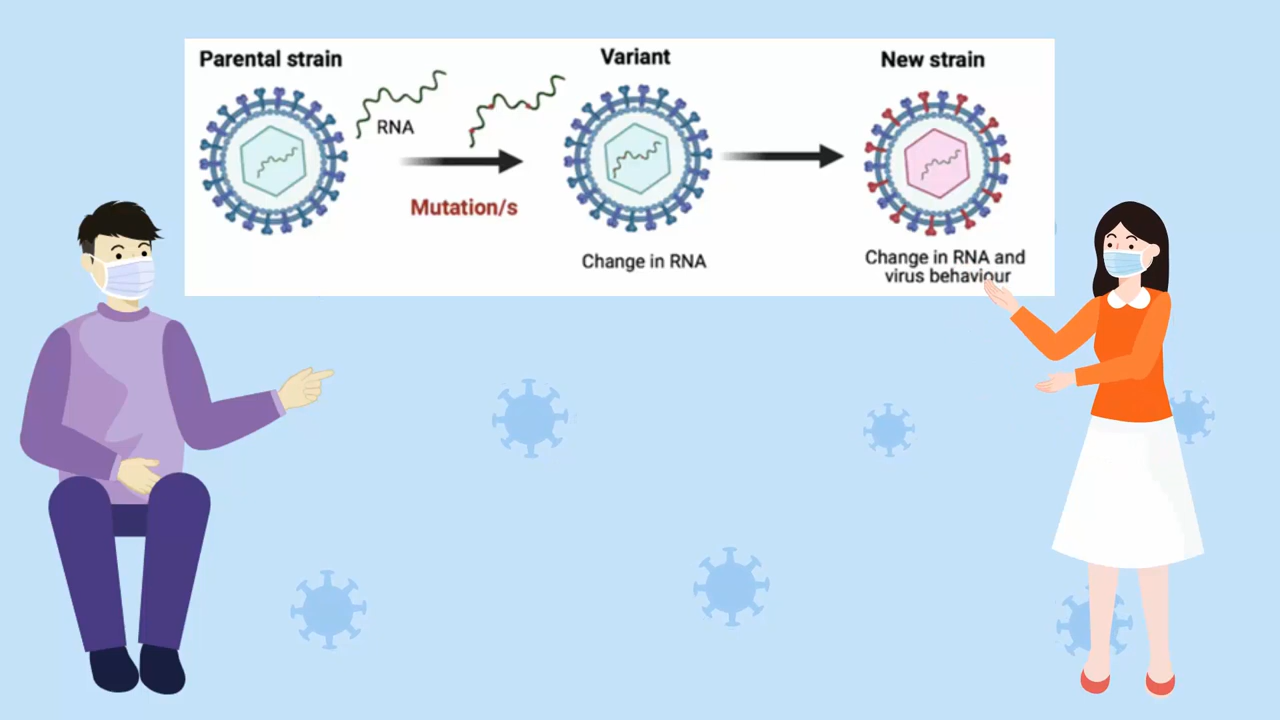 Parental strain
Variant
New strain
RNA
Mutation/s
Change in RNA
Change in RNA and
virus behaviour